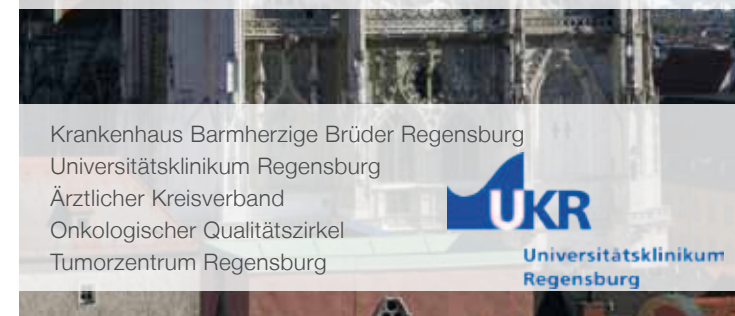 Krankenhaus Barmherzige Brüder Regensburg
Universitätsklinikum Regensburg
Ärztlicher Kreisverband
Onkologischer Qualitätszirkel
Tumorzentrum Regensburg
UKR
Universitätsklinikum
Regensburg